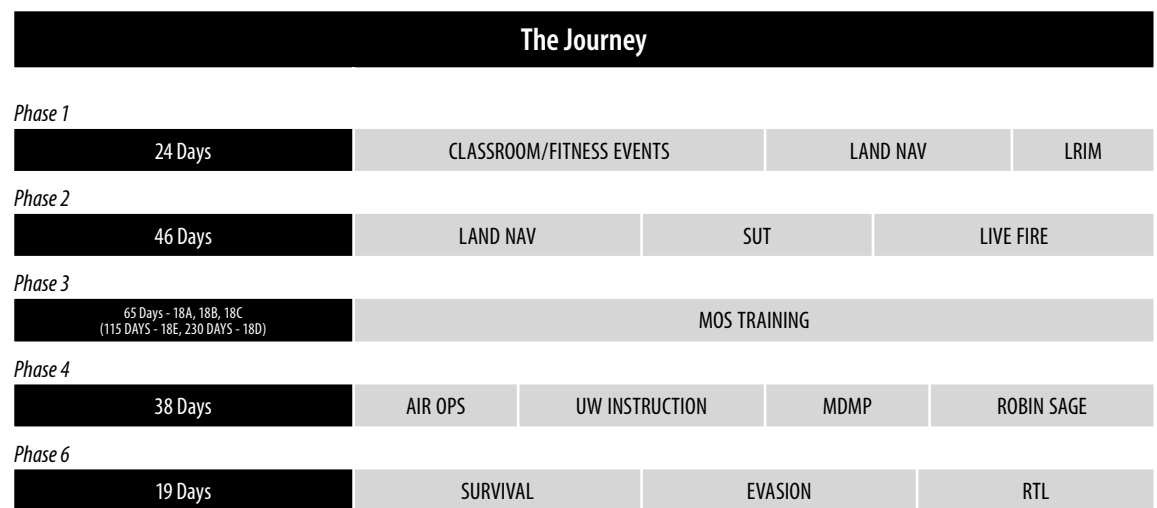 The Journey
Phase 1
24 Days
CLASSROOM/FITNESS EVENTS
LAND NAV
LRIM
Phase 2
46 Days
LAND NAV
SUT
LIVE FIRE
Phase 3
65 Days - 18A, 18B, 18C
(115 DAYS - 18E, 230 DAYS - 18D)
MOS TRAINING
Phase 4
38 Days
AIR OPS
UW INSTRUCTION
MDMP
ROBIN SAGE
Phase 6
19 Days
SURVIVAL
EVASION
RTL